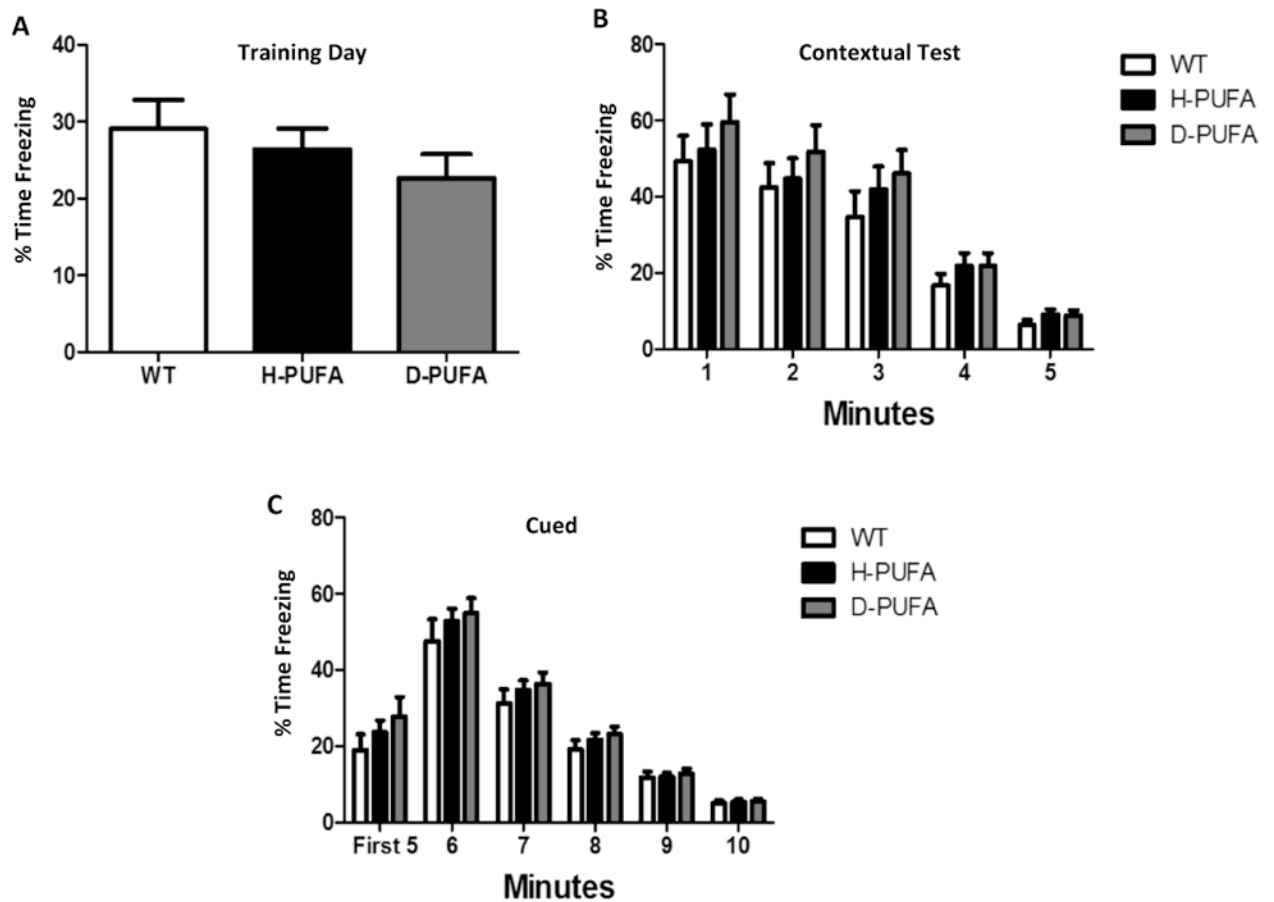 A
Training Day
% Time Freezing
40
30
20
10
0
WT H-PUFA D-PUFA
B
Contextual Test
% Time Freezing
80
60
40
20
0
1 2 3 4 5
Minutes
WT
H-PUFA
D-PUFA
C
Cued
% Time Freezing
80
60
40
20
0
First 5 6 7 8 9 10
Minutes
WT
H-PUFA
D-PUFA